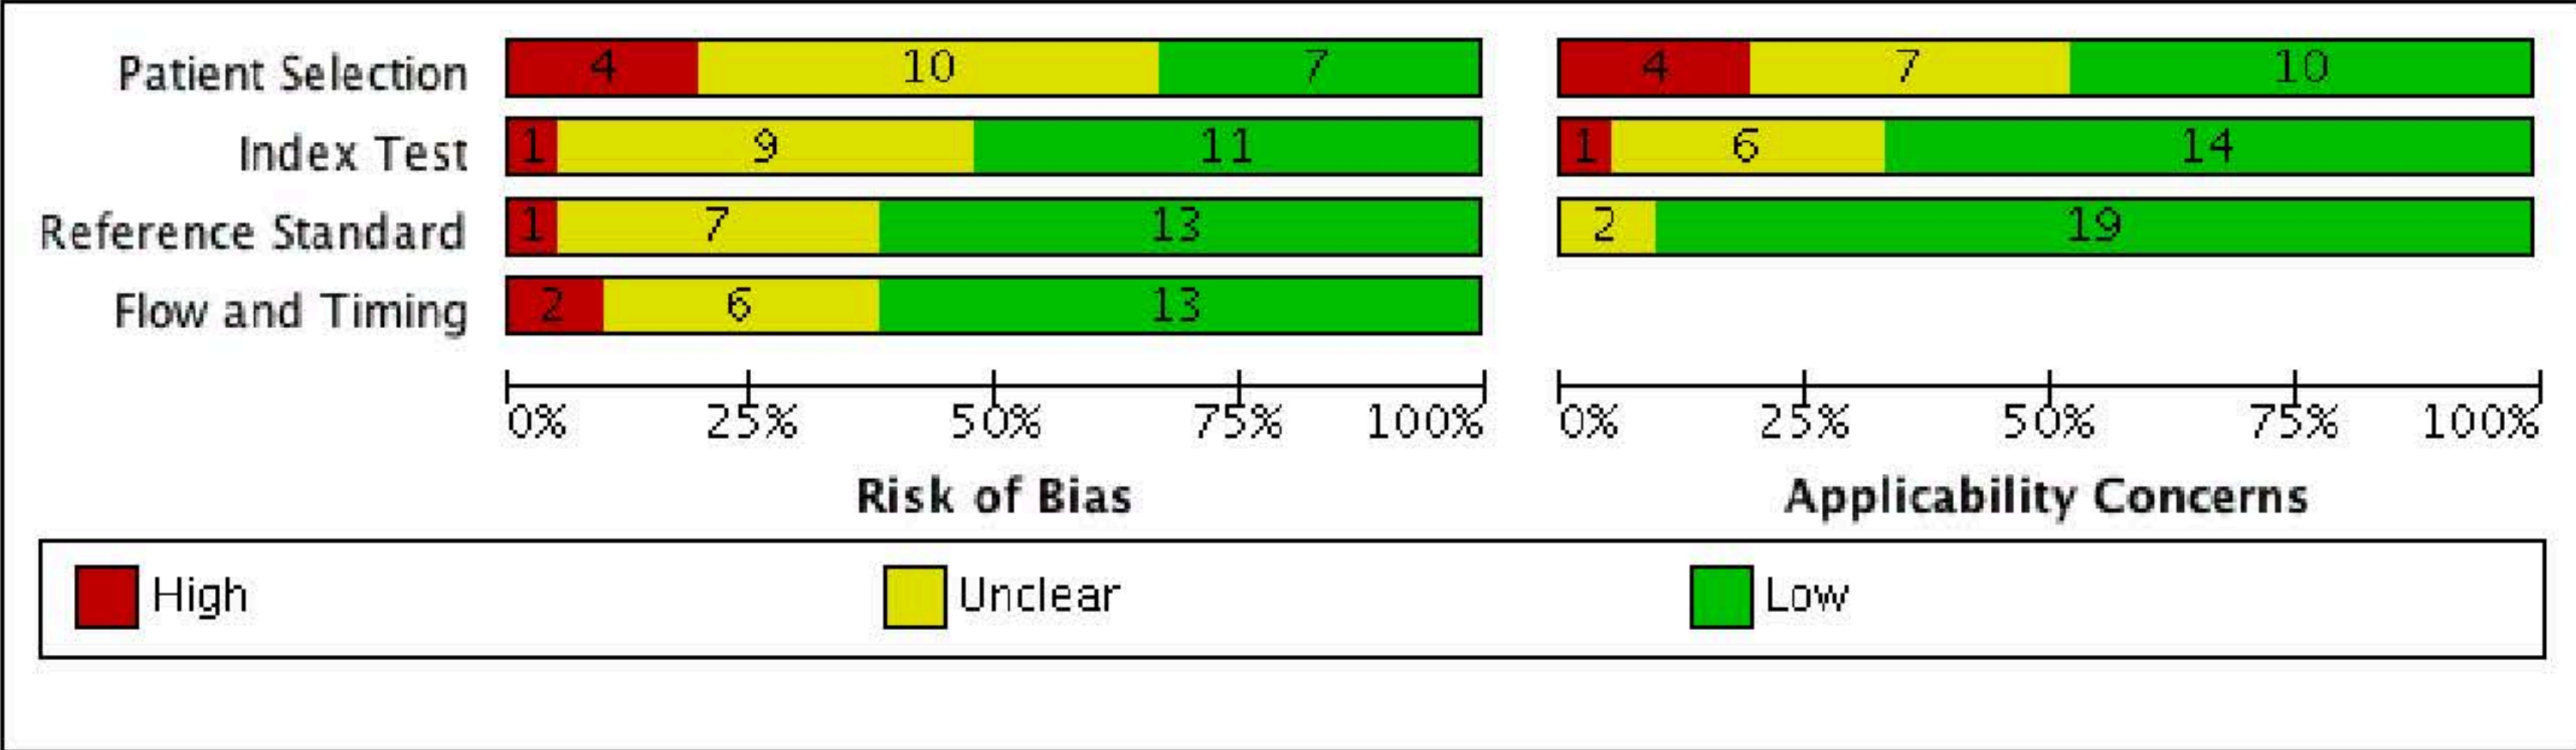 Patient Selection 4 10 7 4 7 10
Index Test 1 9 11 1 6 14
Reference Standard 1 7 13 2 19
Flow and Timing 2 6 13
0% 25% 50% 75% 100% 0% 25% 50% 75% 100%
Risk of Bias Applicability Concerns
High Unclear Low